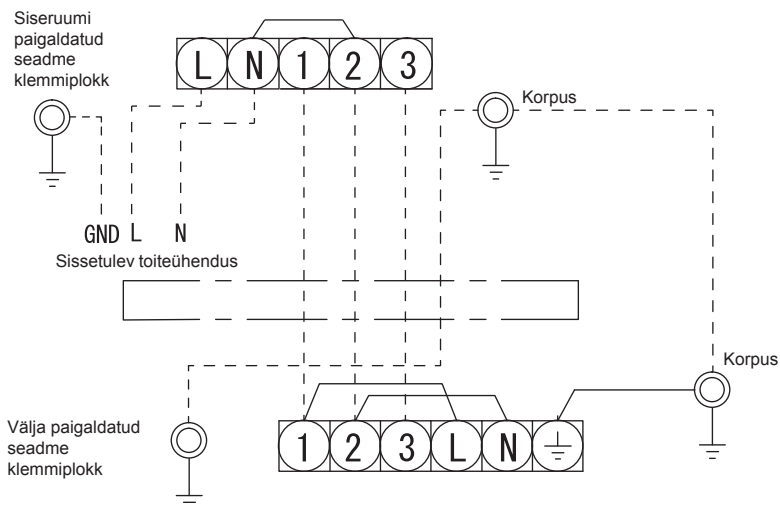 Siseruumi
paigaldatud
seadme
klemmiplokk
L N 1 2 3
Korpus
GND L N
Sissetulev toiteühendus
Korpus
Välja paigaldatud
seadme
klemmiplokk
1 2 3 L N